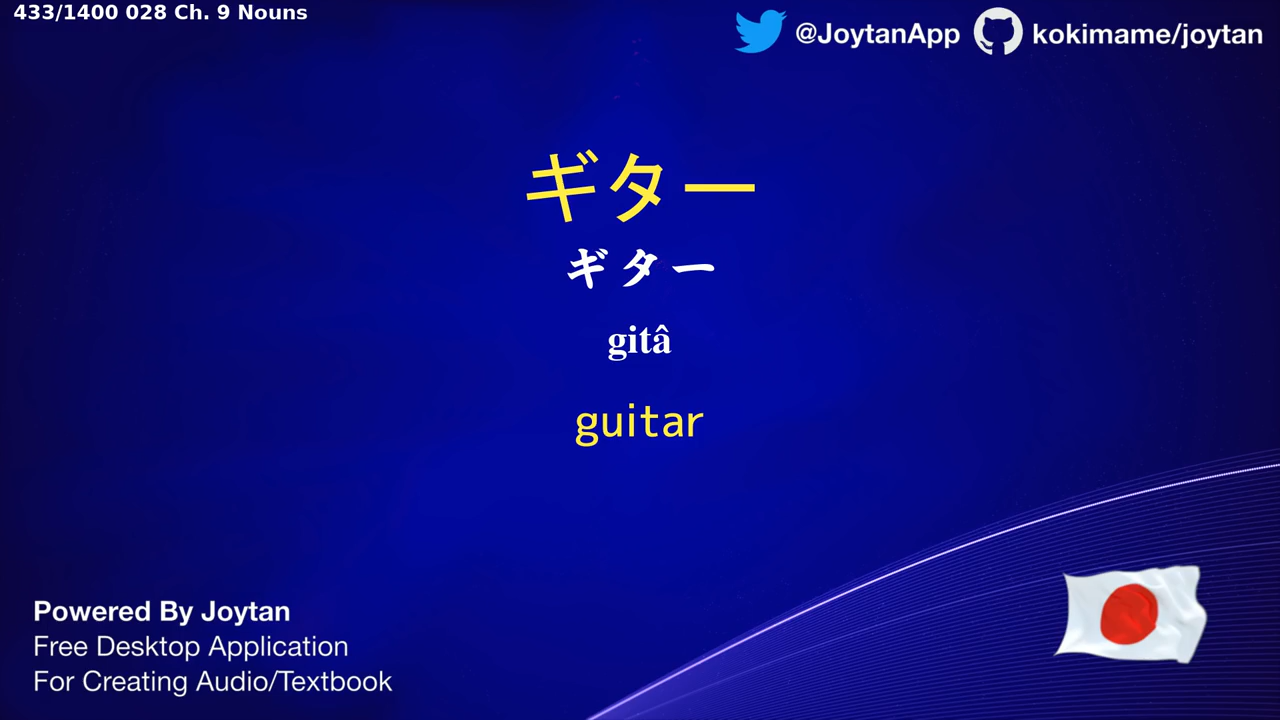 433/1400 028 Ch. 9 Nouns
@JoytanApp kokimame/joytan
ギター
ギター
gitâ
guitar
Powered By Joytan
Free Desktop Application
For Creating Audio/Textbook